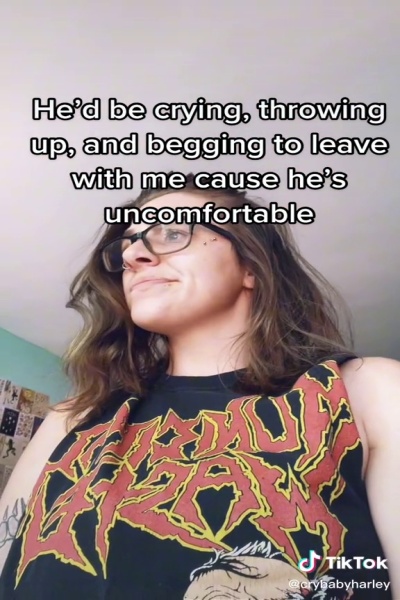 He’d be crying, throwing
up, and begging to leave
with me cause he’s
uncomfortable
TikTok
@crybabyharley